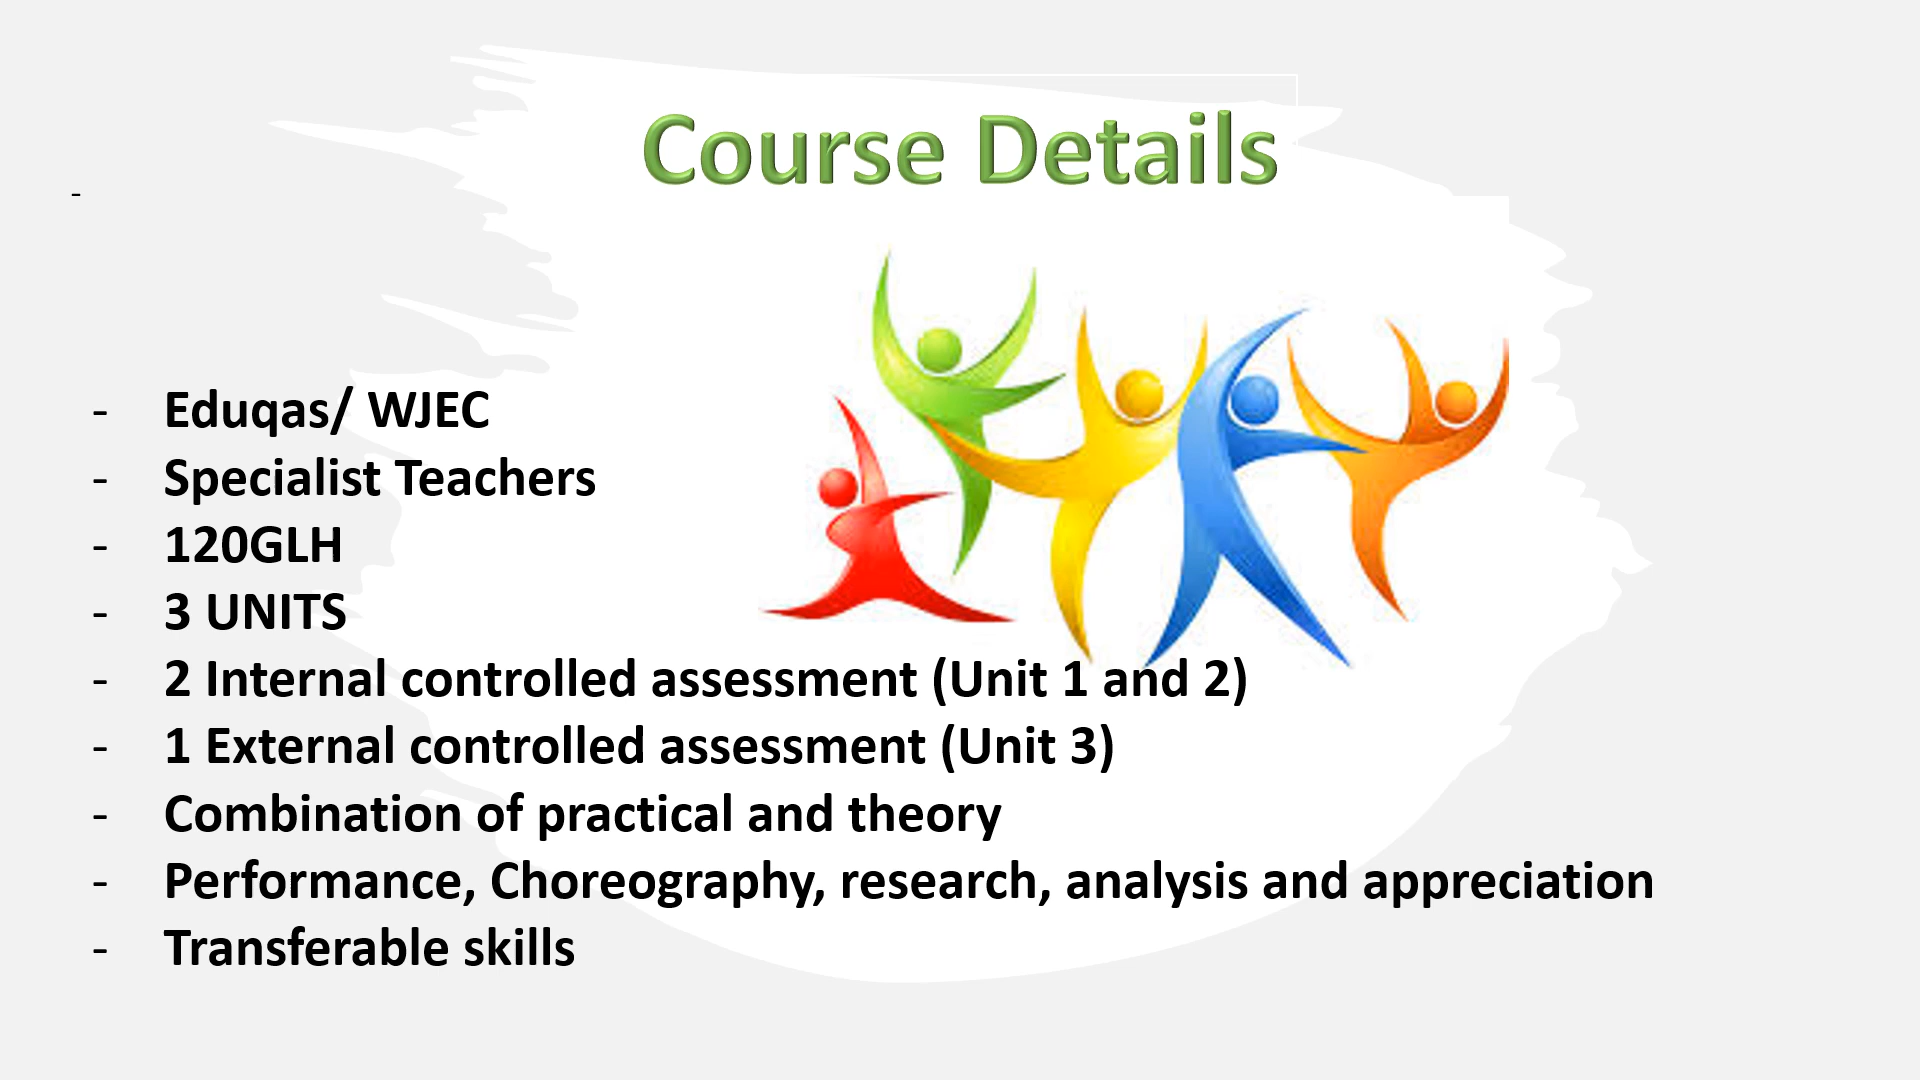 Course Details
-
- Eduqas/ WJEC
- Specialist Teachers
- 120GLH
- 3 UNITS
- 2 Internal controlled assessment (Unit 1 and 2)
- 1 External controlled assessment (Unit 3)
- Combination of practical and theory
- Performance, Choreography, research, analysis and appreciation
- Transferable skills